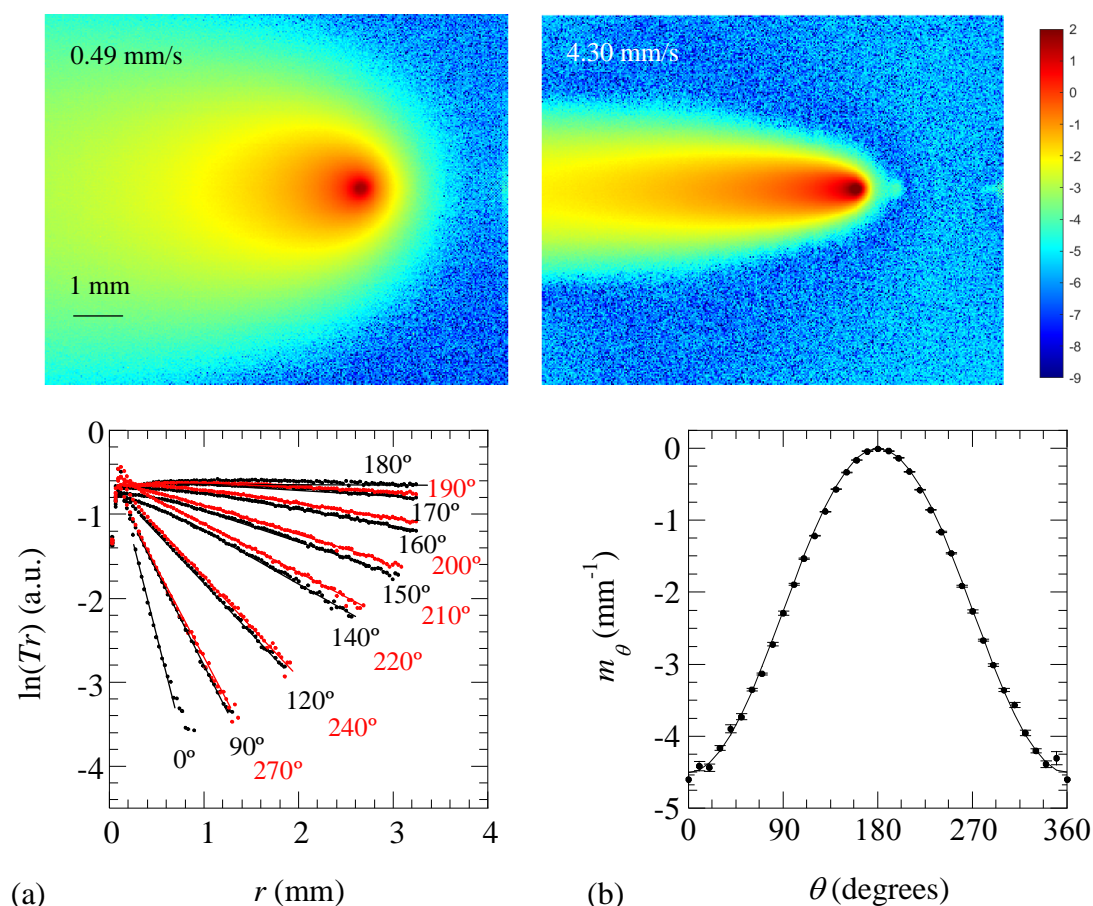 0.49 mm/s
4.30 mm/s
1 mm
2
1
0
-1
-2
-3
-4
-5
-6
-7
-8
-9
0
-1
-2
-3
-4
0
1
2
3
4
ln(Tr) (a.u.)
r (mm)
180º
190º
170º
160º
200º
150º
210º
140º
220º
120º
240º
90º
270º
0º
(a)
0
-1
-2
-3
-4
-5
0
90
180
270
360
mθ (mm⁻¹)
θ (degrees)
(b)